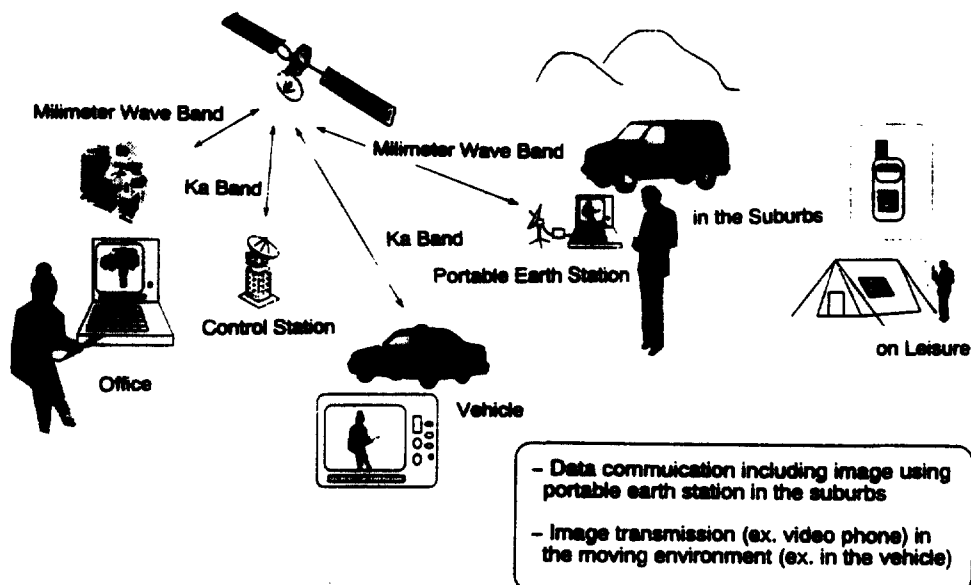 Milimeter Wave Band
Ka Band
Milimeter Wave Band
Ka Band
in the Suburbs
Portable Earth Station
Control Station
on Leisure
Office
Vehicle
– Data commuication including image using
portable earth station in the suburbs
– Image transmission (ex. video phone) in
the moving environment (ex. in the vehicle)